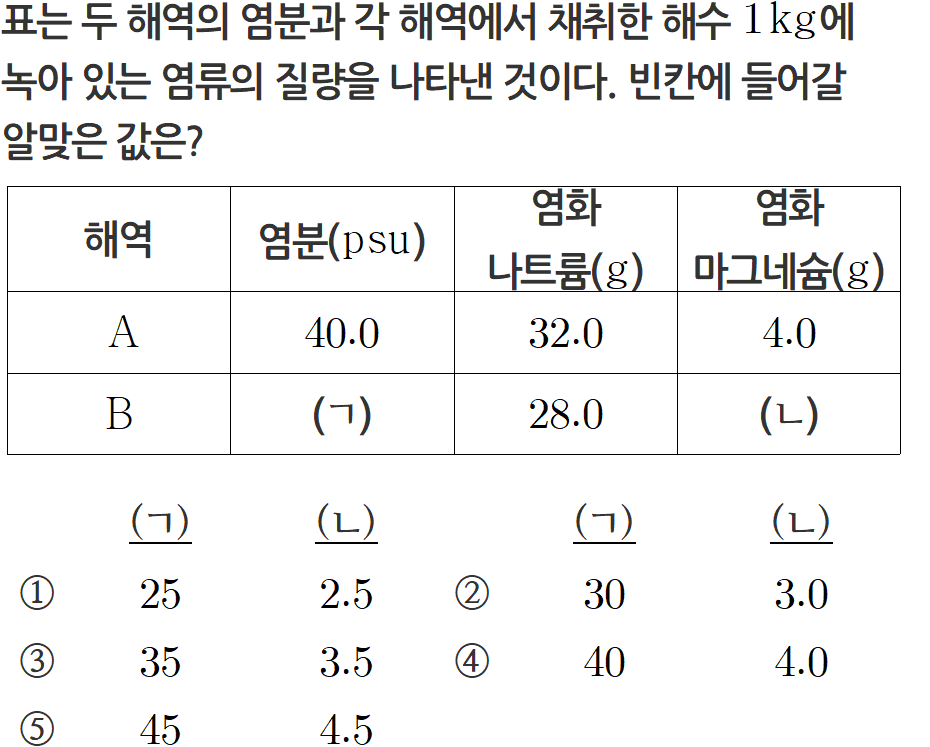 표는 두 해역의 염분과 각 해역에서 채취한 해수 1kg에
녹아 있는 염류의 질량을 나타낸 것이다. 빈칸에 들어갈
알맞은 값은?
해역 염분(psu) 염화 나트륨(g) 염화 마그네슘(g)
A 40.0 32.0 4.0
B (ㄱ) 28.0 (ㄴ)
(ㄱ) (ㄴ) (ㄱ) (ㄴ)
① 25 2.5 ② 30 3.0
③ 35 3.5 ④ 40 4.0
⑤ 45 4.5